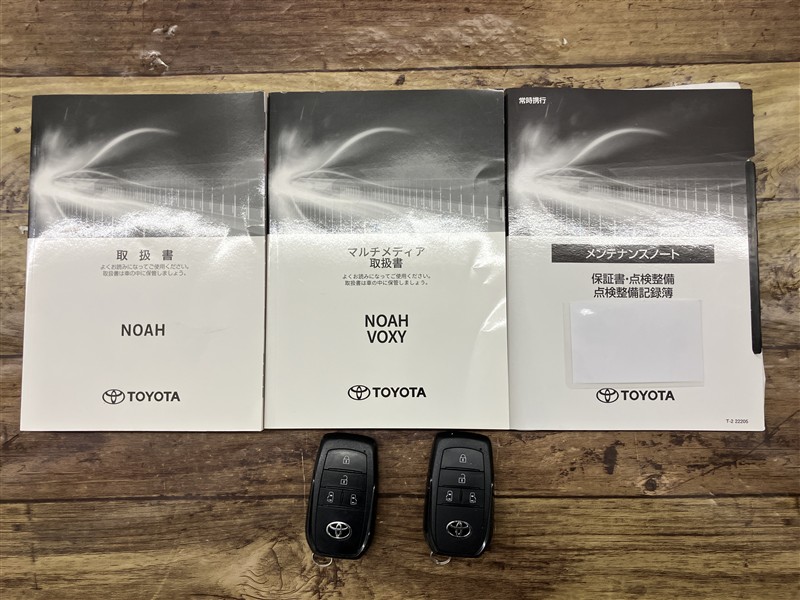 取扱書
よくお読みになってご使用ください。
取扱書は車の中に保管しましょう。
NOAH
TOYOTA
マルチメディア
取扱書
よくお読みになってご使用ください。
取扱書は車の中に保管しましょう。
NOAH
VOXY
TOYOTA
常時携行
メンテナンスノート
保証書・点検整備
点検整備記録簿
TOYOTA
T-2 22205